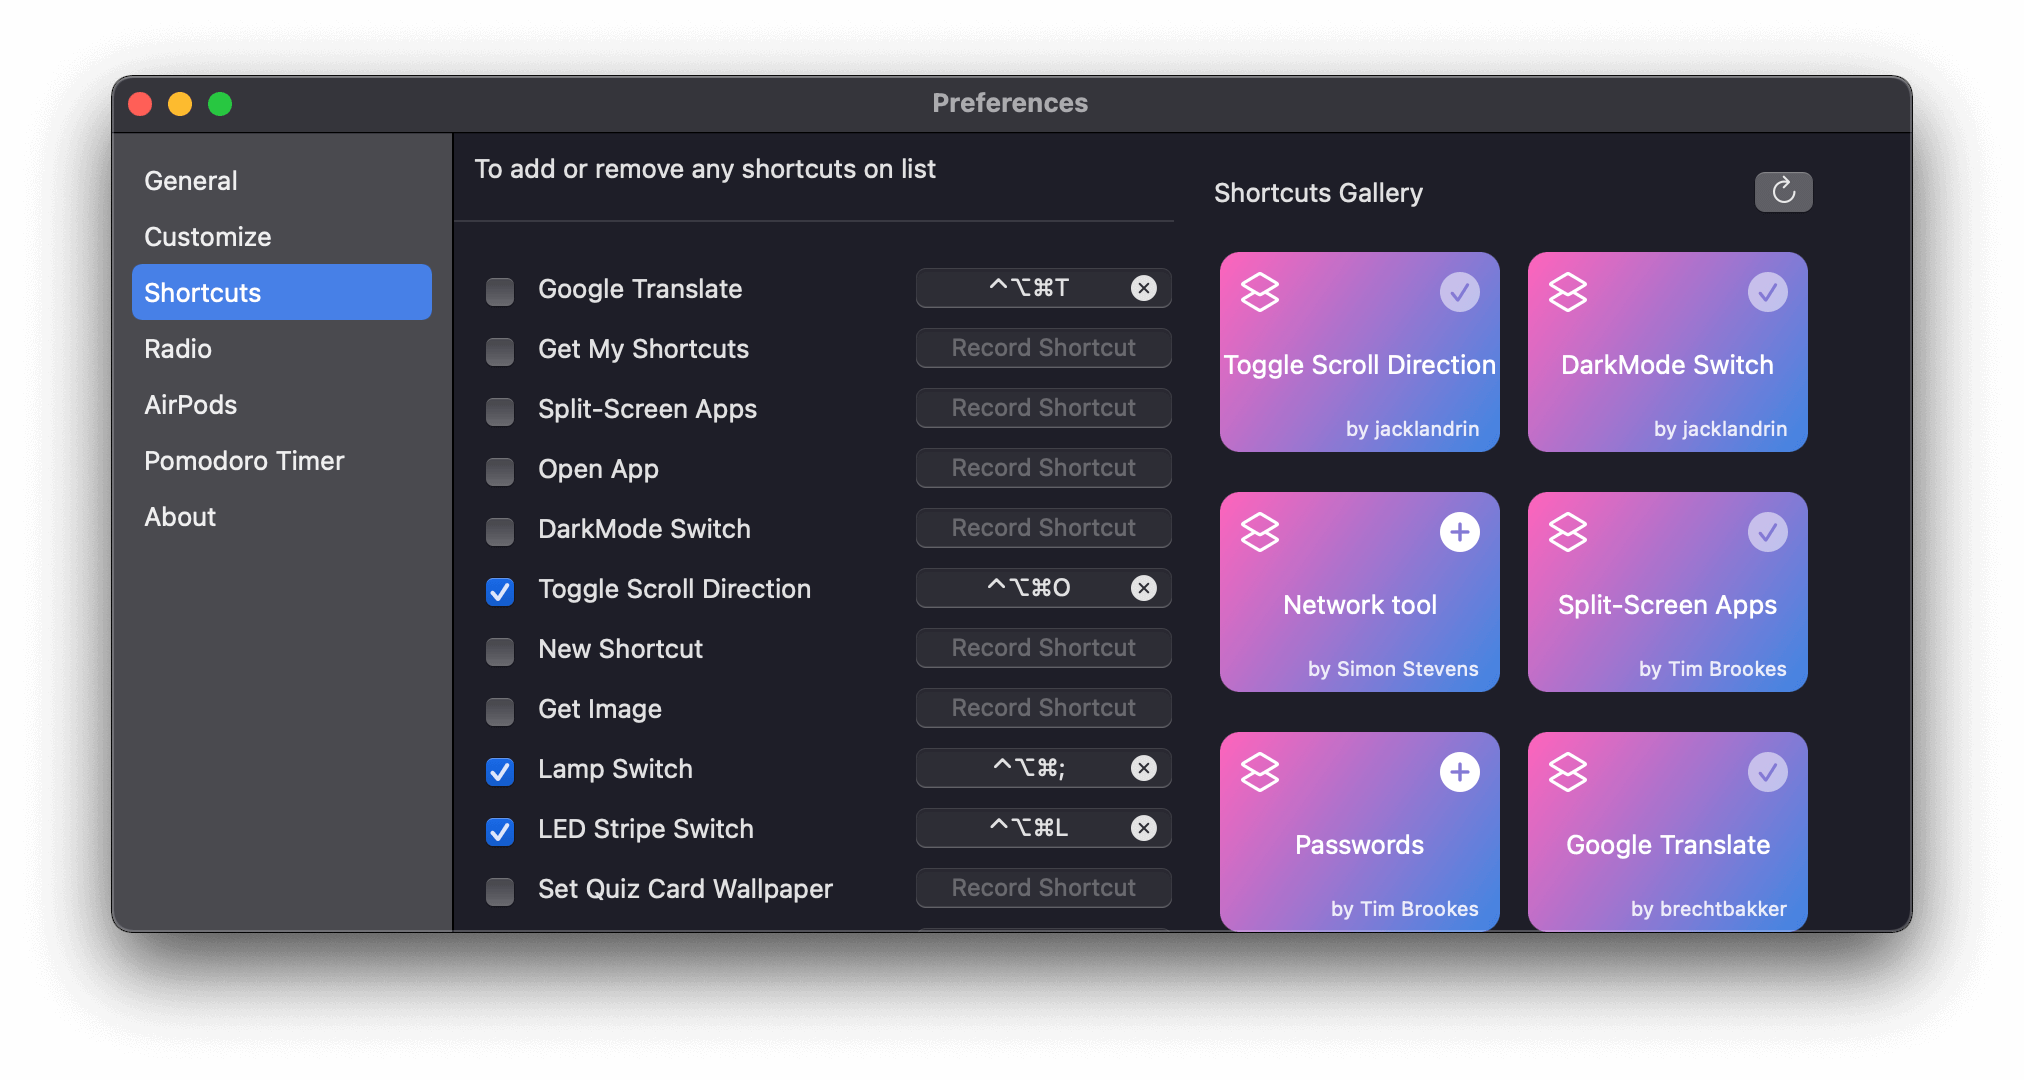 Preferences
General
Customize
Shortcuts
Radio
AirPods
Pomodoro Timer
About
To add or remove any shortcuts on list
Google Translate ⌃⌥⌘T
Get My Shortcuts Record Shortcut
Split-Screen Apps Record Shortcut
Open App Record Shortcut
DarkMode Switch Record Shortcut
Toggle Scroll Direction ⌃⌥⌘O
New Shortcut Record Shortcut
Get Image Record Shortcut
Lamp Switch ⌃⌥⌘;
LED Stripe Switch ⌃⌥⌘L
Set Quiz Card Wallpaper Record Shortcut
Shortcuts Gallery
Toggle Scroll Direction
by jacklandrin
DarkMode Switch
by jacklandrin
Network tool
by Simon Stevens
Split-Screen Apps
by Tim Brookes
Passwords
by Tim Brookes
Google Translate
by brechtbakker